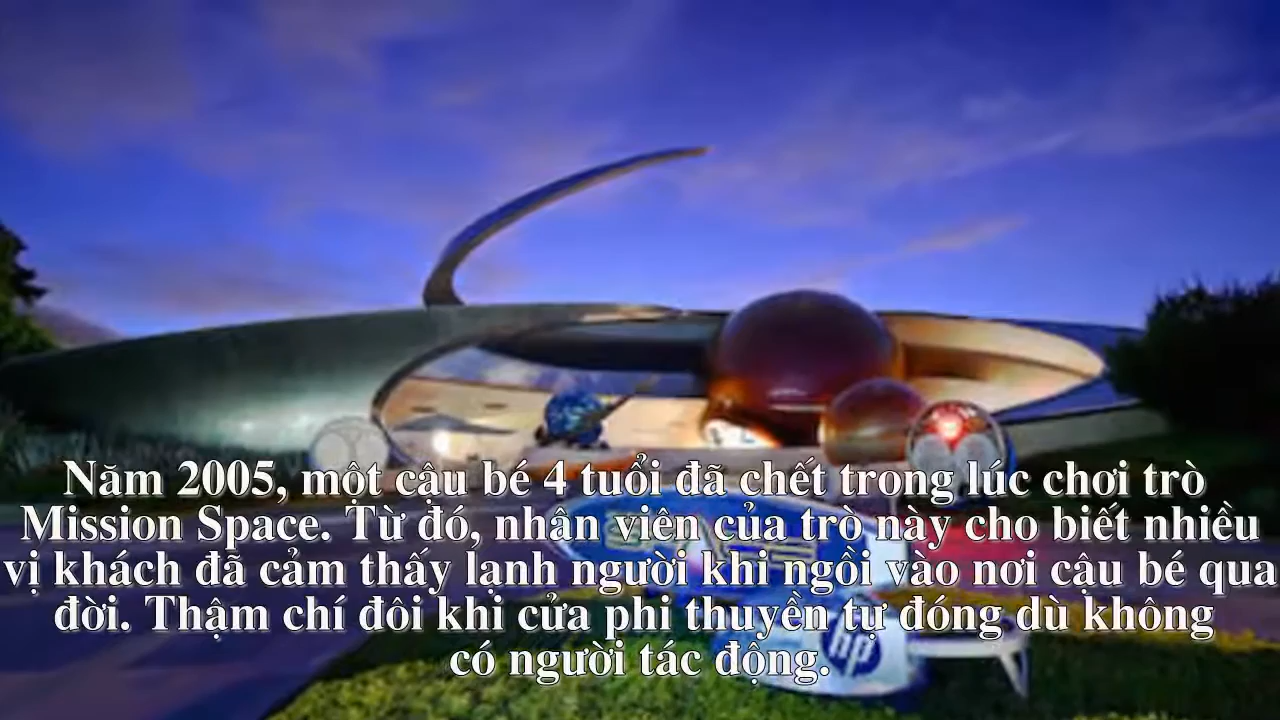 Năm 2005, một cậu bé 4 tuổi đã chết trong lúc chơi trò
Mission Space. Từ đó, nhân viên của trò này cho biết nhiều
vị khách đã cảm thấy lạnh người khi ngồi vào nơi cậu bé qua
đời. Thậm chí đôi khi cửa phi thuyền tự đóng dù không
có người tác động.
hp